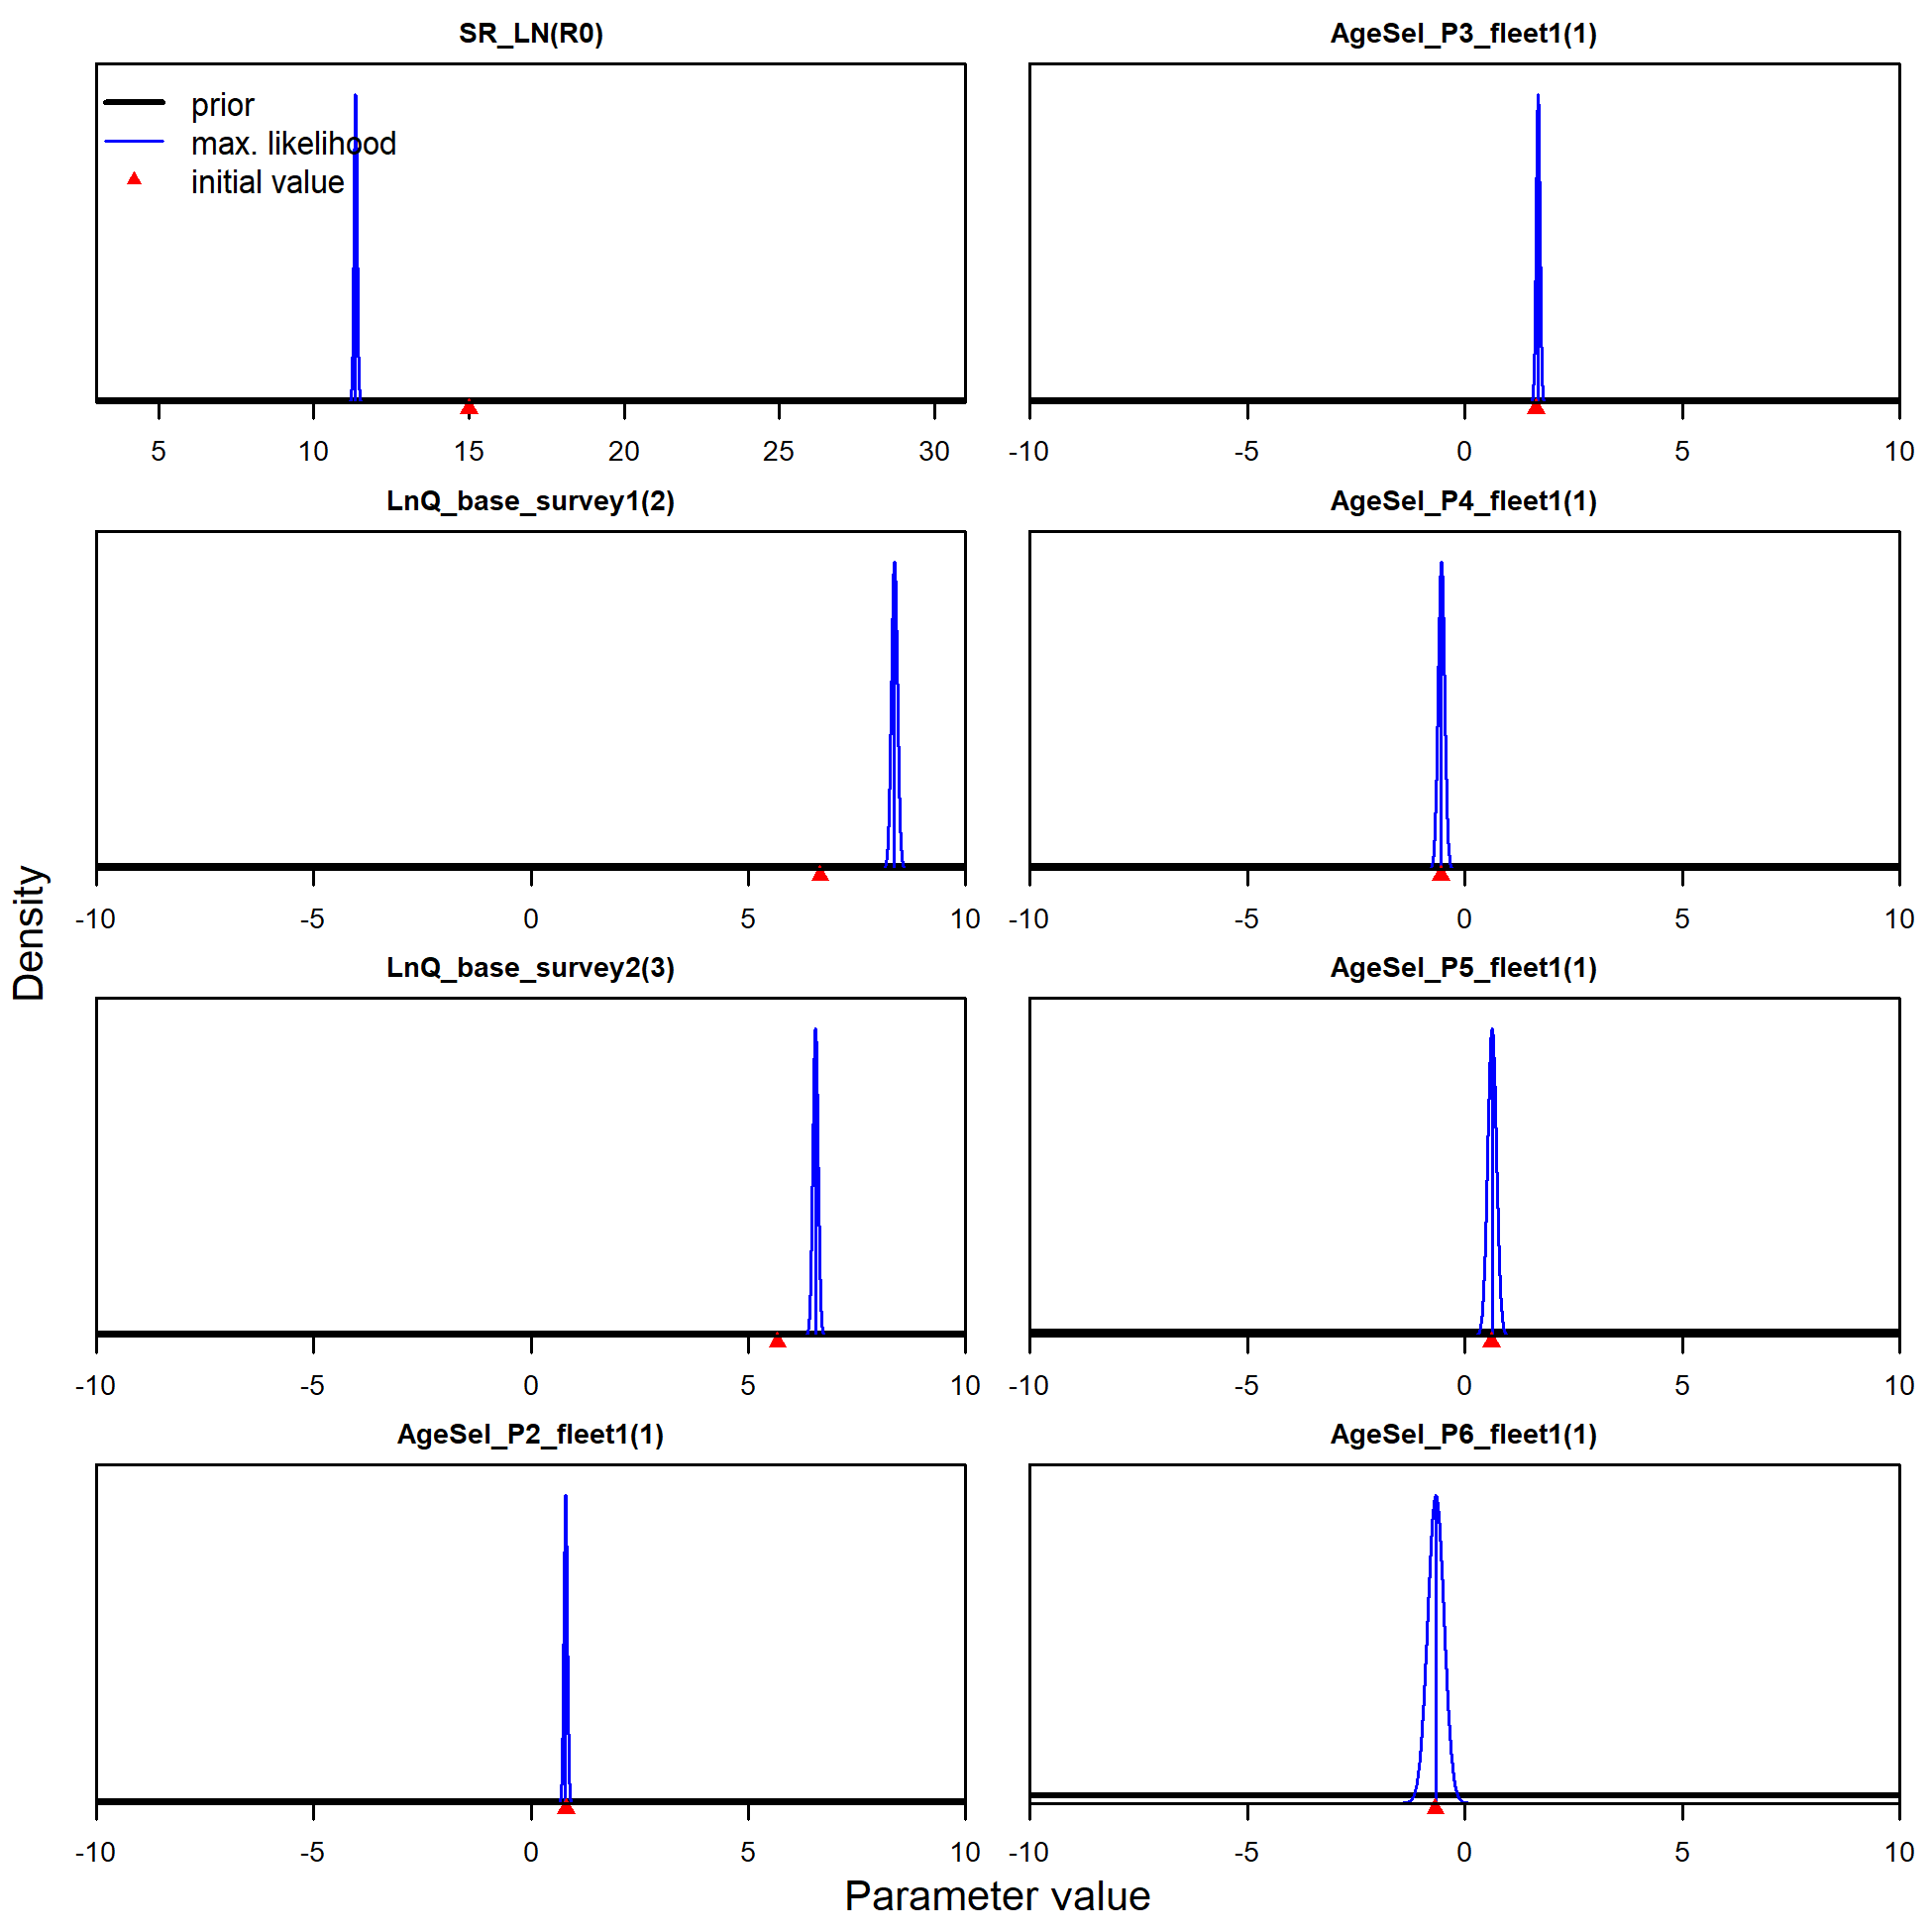 SR_LN(R0)
prior
max. likelihood
initial value
5 10 15 20 25 30
AgeSel_P3_fleet1(1)
-10 -5 0 5 10
LnQ_base_survey1(2)
-10 -5 0 5 10
AgeSel_P4_fleet1(1)
-10 -5 0 5 10
LnQ_base_survey2(3)
-10 -5 0 5 10
AgeSel_P5_fleet1(1)
-10 -5 0 5 10
AgeSel_P2_fleet1(1)
-10 -5 0 5 10
AgeSel_P6_fleet1(1)
-10 -5 0 5 10
Density
Parameter value